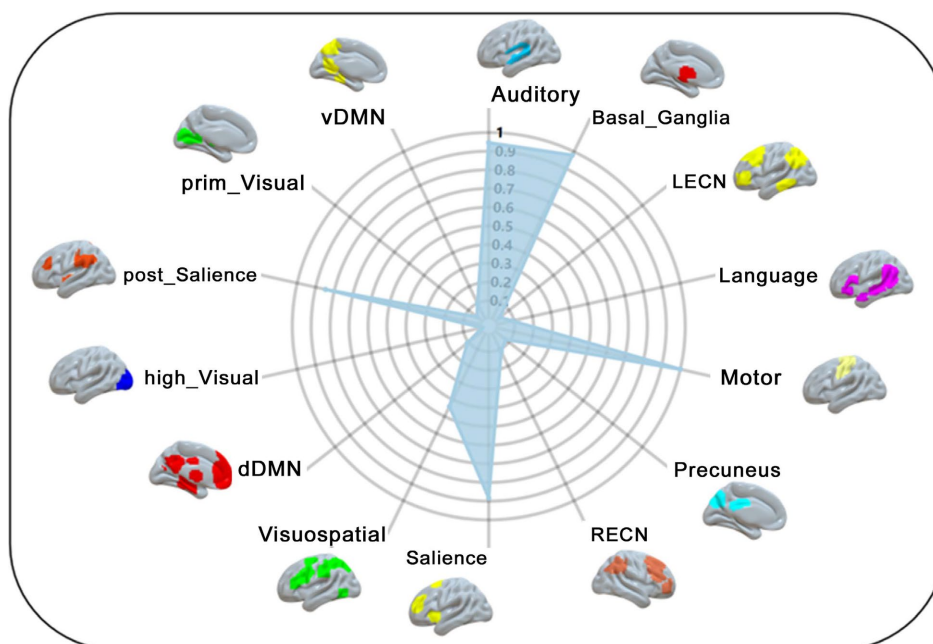 Auditory
vDMN
Basal_Ganglia
1
0.9
0.8
prim_Visual
LECN
0.7
0.6
0.5
0.4
post_Salience
Language
0.3
0.2
0.1
high_Visual
Motor
dDMN
Precuneus
Visuospatial
RECN
Salience